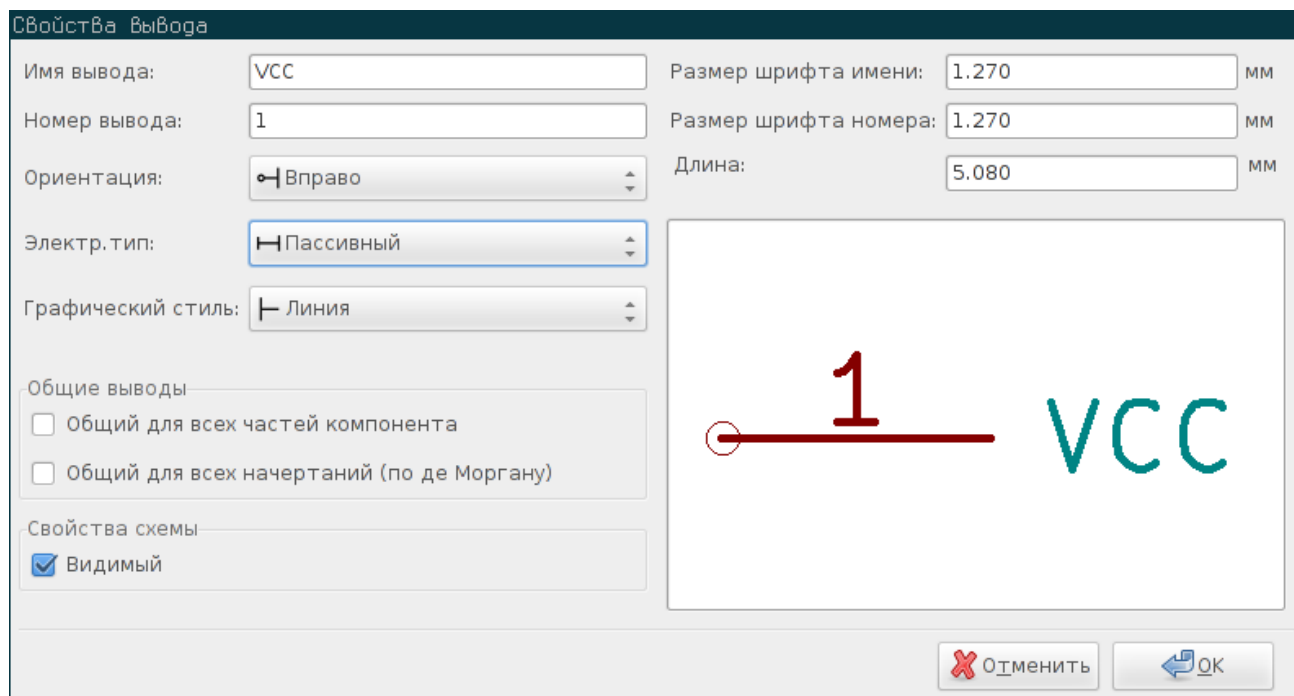 Свойства вывода
Имя вывода: VCC
Размер шрифта имени: 1.270 мм
Номер вывода: 1
Размер шрифта номера: 1.270 мм
Ориентация: Вправо
Длина: 5.080 мм
Электр.тип: Пассивный
Графический стиль: Линия
Общие выводы
Общий для всех частей компонента
Общий для всех начертаний (по де Моргану)
Свойства схемы
Видимый
1
VCC
Отменить
OK